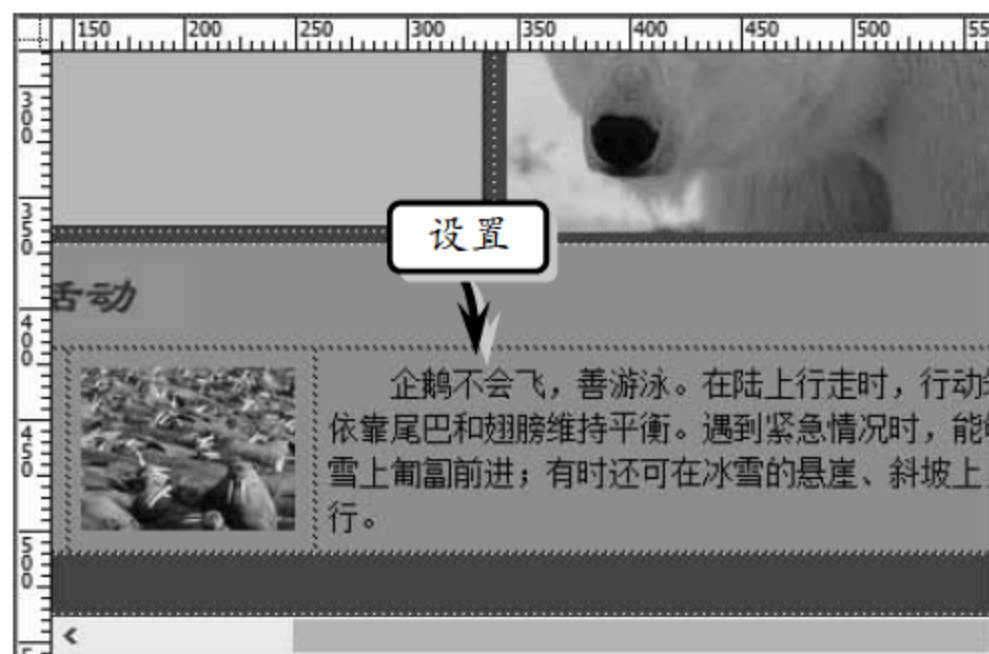 150 200 250 300 350 400 450 500
300
350
设置
活动
400
企鹅不会飞，善游泳。在陆上行走时，行动
450
依靠尾巴和翅膀维持平衡。遇到紧急情况时，能
雪上匍匐前进；有时还可在冰雪的悬崖、斜坡上
行。
500